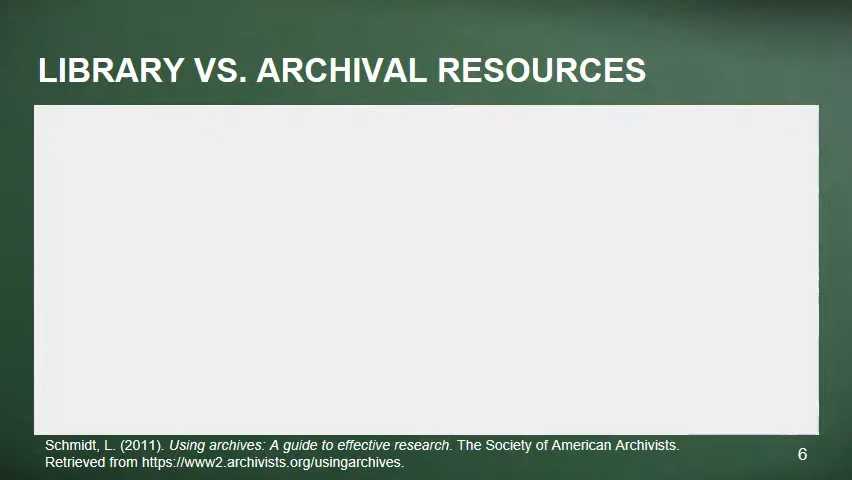 LIBRARY VS. ARCHIVAL RESOURCES
Schmidt, L. (2011). Using archives: A guide to effective research. The Society of American Archivists.
Retrieved from https://www2.archivists.org/usingarchives.
6